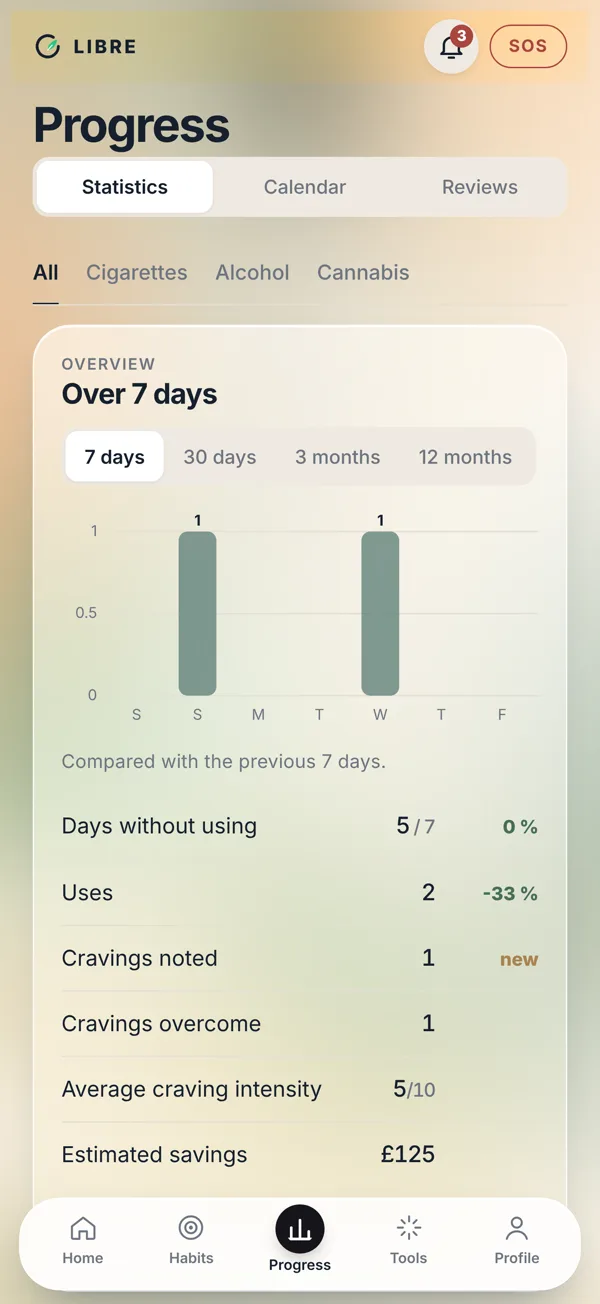 LIBRE
3
SOS
Progress
Statistics Calendar Reviews
All Cigarettes Alcohol Cannabis
OVERVIEW
Over 7 days
7 days 30 days 3 months 12 months
1 1
1
0.5
0
S S M T W T F
Compared with the previous 7 days.
Days without using 5 / 7 0 %
Uses 2 -33 %
Cravings noted 1 new
Cravings overcome 1
Average craving intensity 5/10
Estimated savings £125
Home Habits Progress Tools Profile